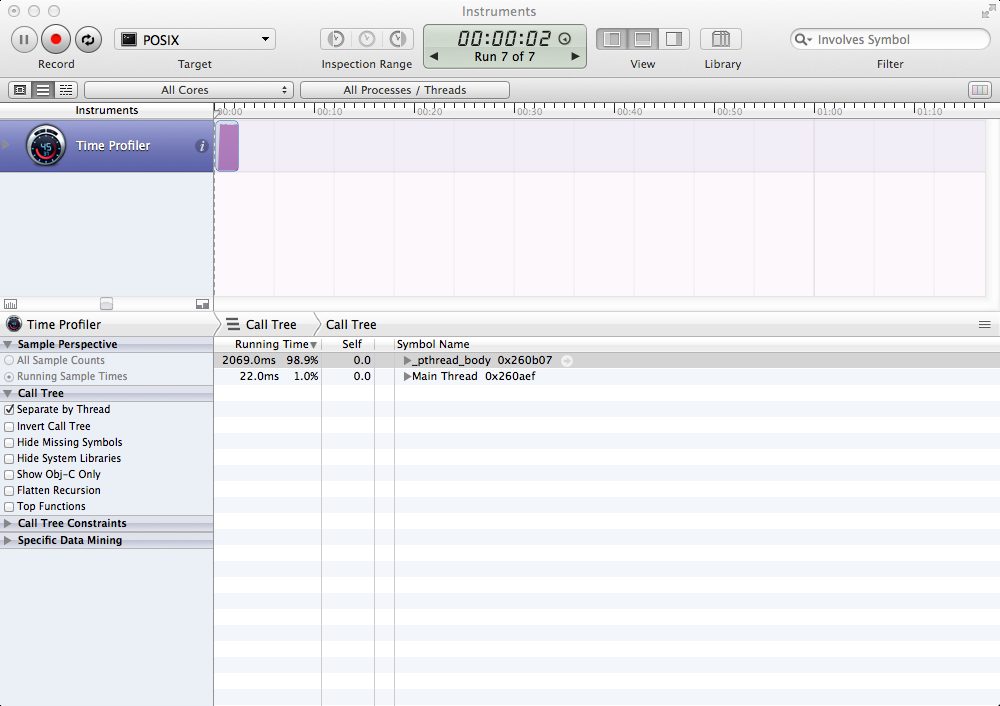 Instruments
POSIX
00:00:02
Run 7 of 7
Involves Symbol
Record
Target
Inspection Range
View
Library
Filter
All Cores
All Processes / Threads
Instruments
00:00
00:10
00:20
00:30
00:40
00:50
01:00
01:10
45
Time Profiler
i
Time Profiler
Call Tree
Call Tree
Sample Perspective
All Sample Counts
Running Sample Times
Call Tree
Separate by Thread
Invert Call Tree
Hide Missing Symbols
Hide System Libraries
Show Obj-C Only
Flatten Recursion
Top Functions
Call Tree Constraints
Specific Data Mining
Running Time Self Symbol Name
2069.0ms 98.9% 0.0 _pthread_body 0x260b07
22.0ms 1.0% 0.0 Main Thread 0x260aef